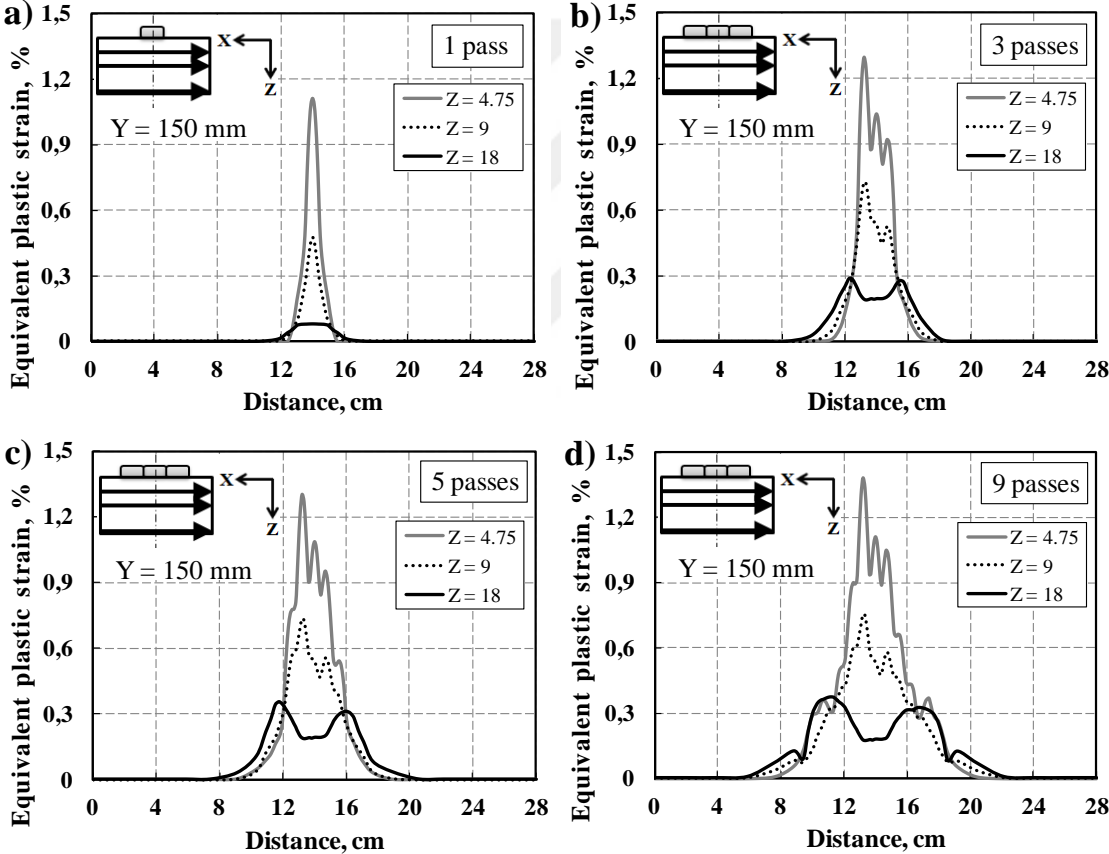 a)
Equivalent plastic strain, %
1,5
1,2
0,9
0,6
0,3
0
X
Z
Y = 150 mm
1 pass
Z = 4.75
Z = 9
Z = 18
0 4 8 12 16 20 24 28
Distance, cm
b)
Equivalent plastic strain, %
1,5
1,2
0,9
0,6
0,3
0
X
Z
Y = 150 mm
3 passes
Z = 4.75
Z = 9
Z = 18
0 4 8 12 16 20 24 28
Distance, cm
c)
Equivalent plastic strain, %
1,5
1,2
0,9
0,6
0,3
0
X
Z
Y = 150 mm
5 passes
Z = 4.75
Z = 9
Z = 18
0 4 8 12 16 20 24 28
Distance, cm
d)
Equivalent plastic strain, %
1,5
1,2
0,9
0,6
0,3
0
X
Z
Y = 150 mm
9 passes
Z = 4.75
Z = 9
Z = 18
0 4 8 12 16 20 24 28
Distance, cm